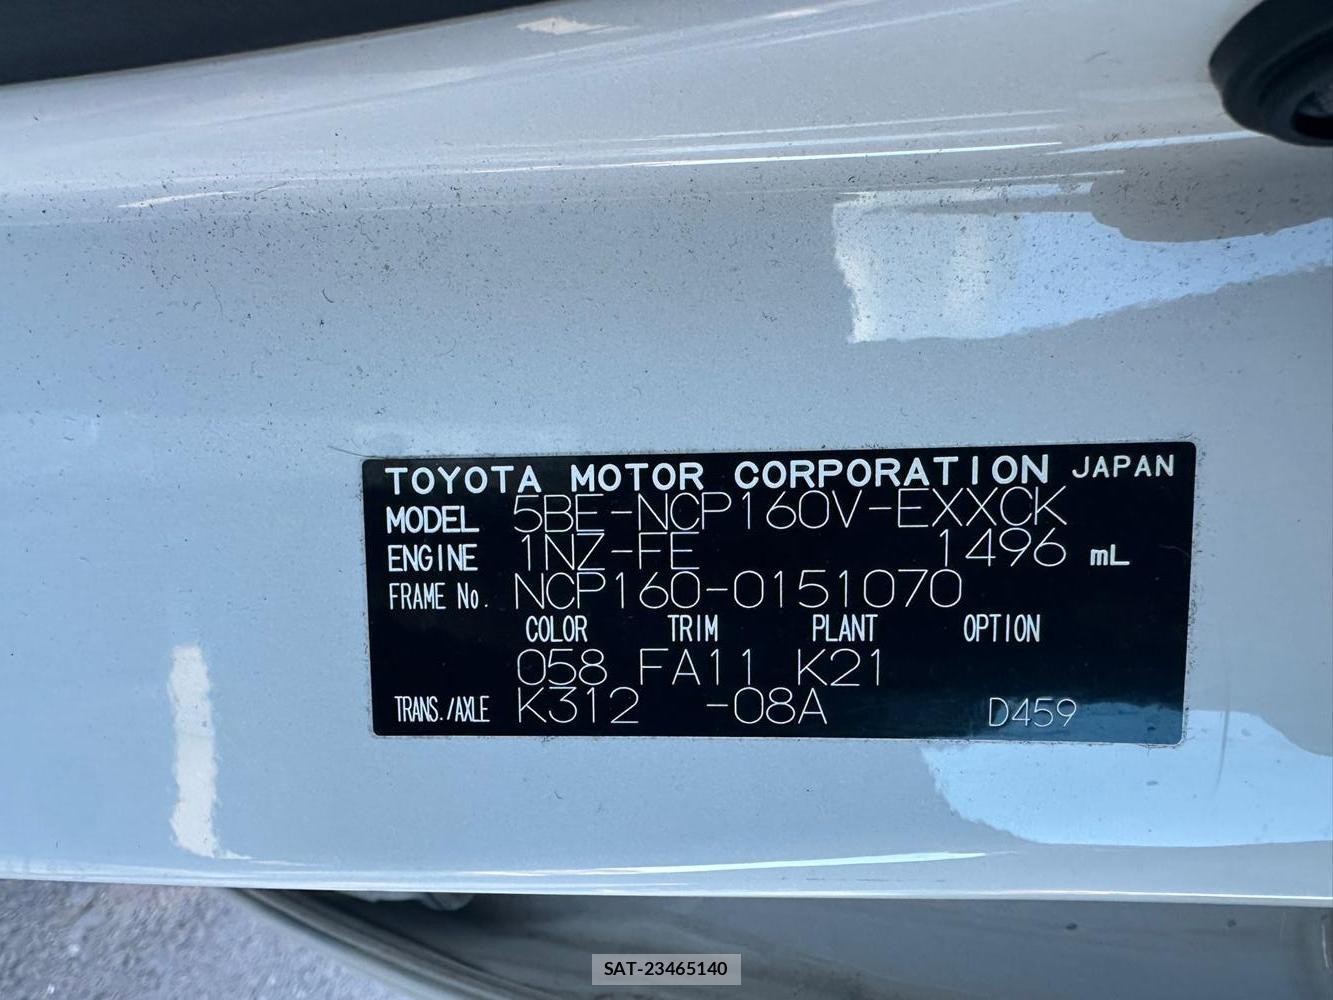 TOYOTA MOTOR CORPORATION JAPAN
MODEL 5BE-NCP160V-EXXCK
ENGINE 1NZ-FE 1496 mL
FRAME No. NCP160-0151070
COLOR TRIM PLANT OPTION
058 FA11 K21
TRANS./AXLE K312 -08A D459
SAT-23465140